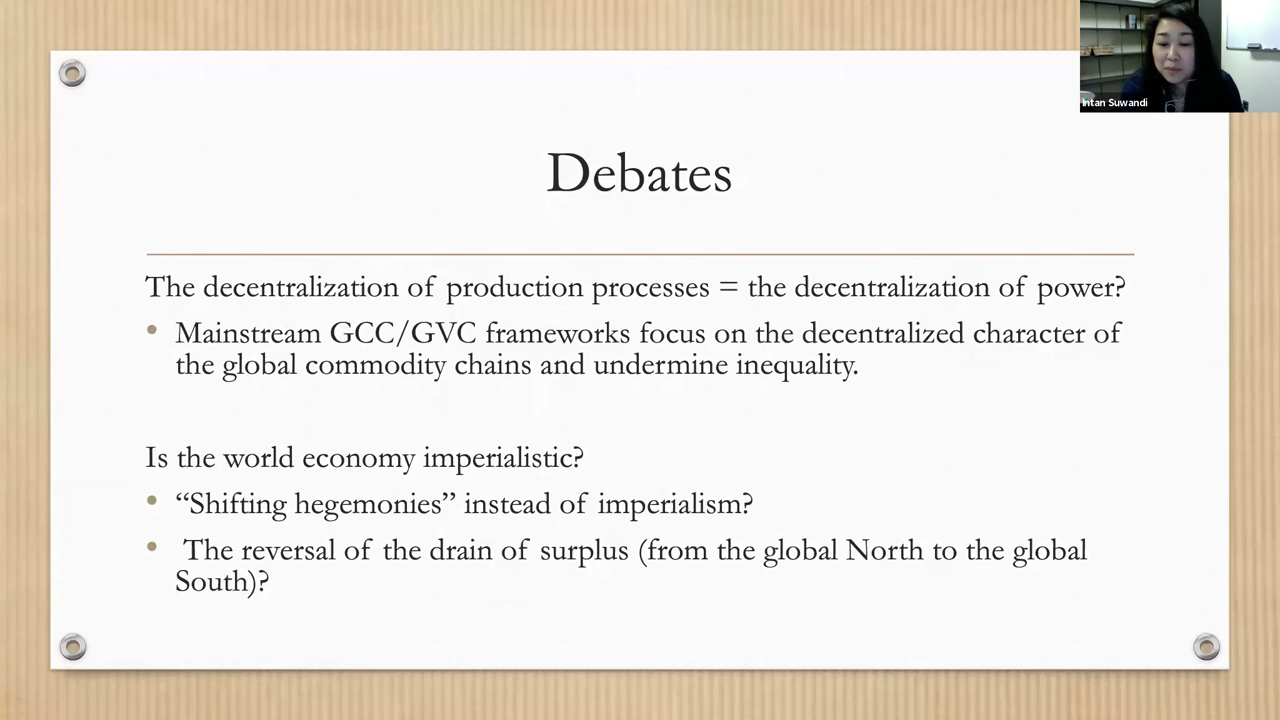 Intan Suwandi
Debates
The decentralization of production processes = the decentralization of power?
• Mainstream GCC/GVC frameworks focus on the decentralized character of
the global commodity chains and undermine inequality.
Is the world economy imperialistic?
• “Shifting hegemonies” instead of imperialism?
• The reversal of the drain of surplus (from the global North to the global
South)?